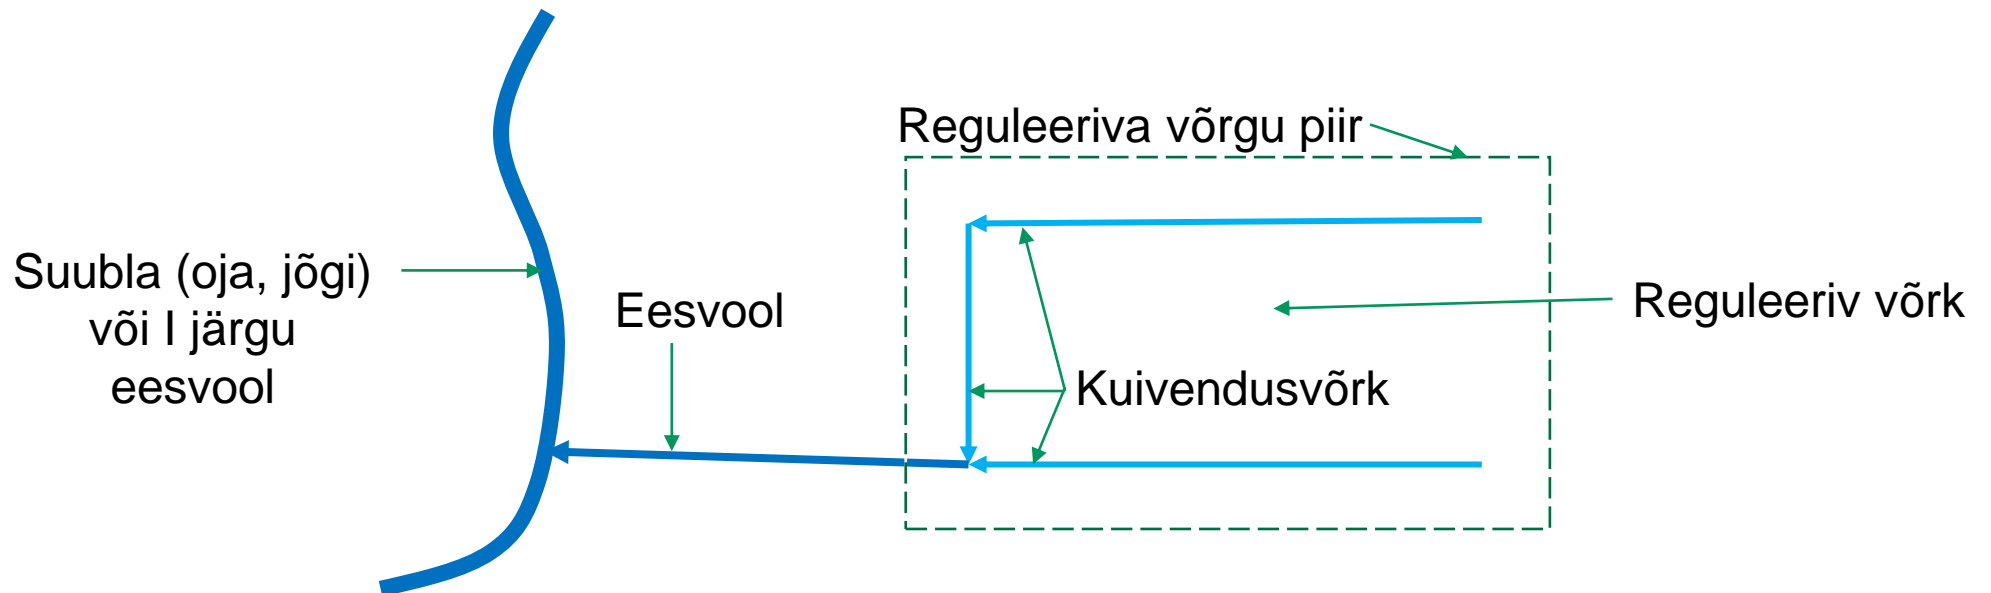 Reguleeriva võrgu piir
Suubla (oja, jõgi)
või I järgu
eesvool
Eesvool
Reguleeriv võrk
Kuivendusvõrk